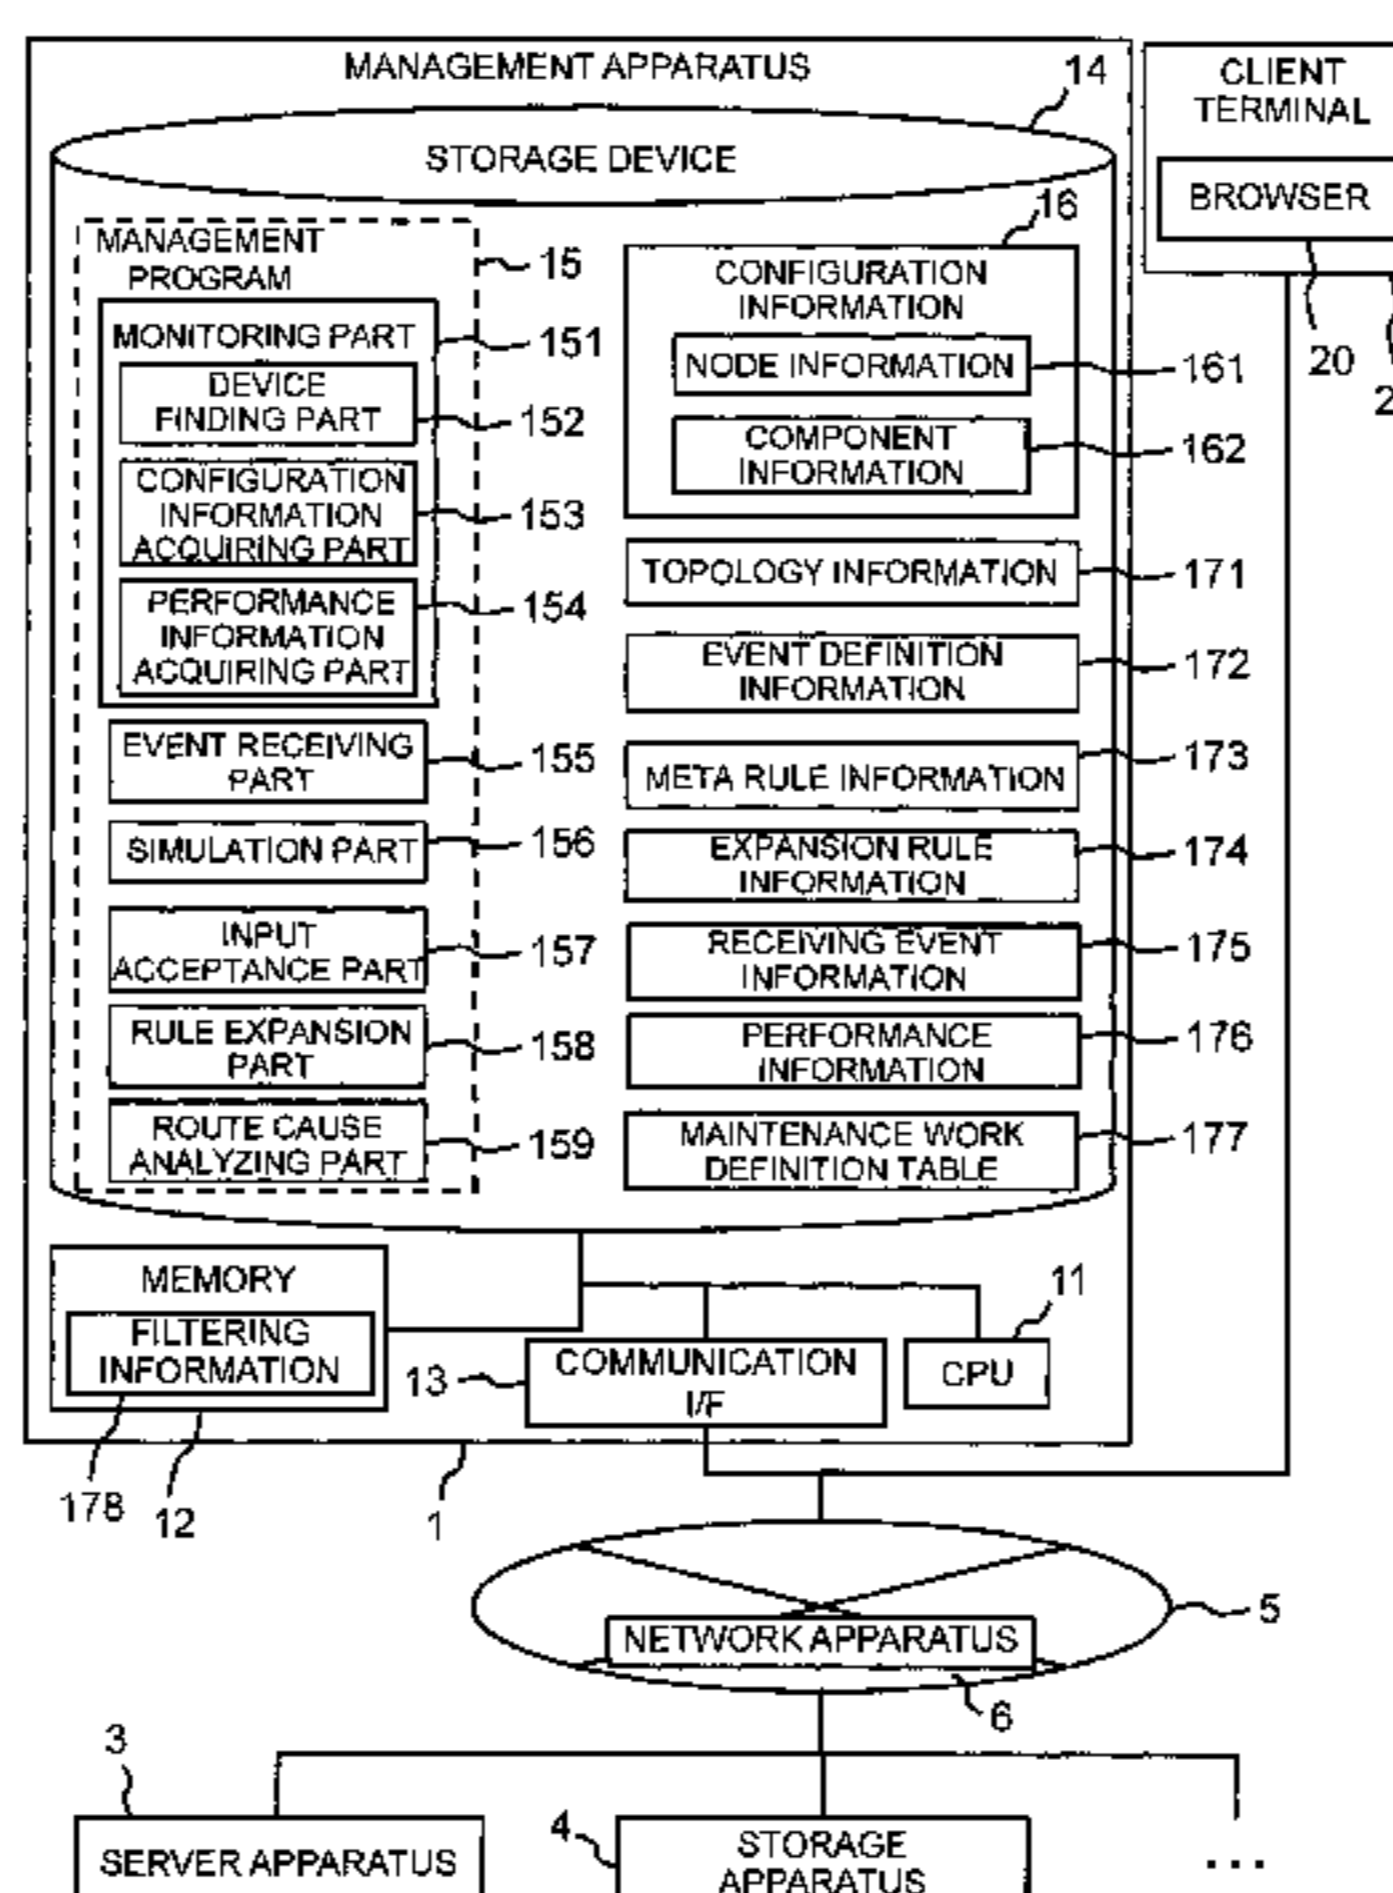 MANAGEMENT APPARATUS
14
CLIENT
TERMINAL
STORAGE DEVICE
BROWSER
16
MANAGEMENT
PROGRAM
15
CONFIGURATION
INFORMATION
MONITORING PART
151
NODE INFORMATION
161
20
DEVICE
FINDING PART
152
COMPONENT
INFORMATION
162
CONFIGURATION
INFORMATION
ACQUIRING PART
153
TOPOLOGY INFORMATION
171
PERFORMANCE
INFORMATION
ACQUIRING PART
154
EVENT DEFINITION
INFORMATION
172
EVENT RECEIVING
PART
155
META RULE INFORMATION
173
SIMULATION PART
156
EXPANSION RULE
INFORMATION
174
INPUT
ACCEPTANCE PART
157
RECEIVING EVENT
INFORMATION
175
RULE EXPANSION
PART
158
PERFORMANCE
INFORMATION
176
ROUTE CAUSE
ANALYZING PART
159
MAINTENANCE WORK
DEFINITION TABLE
177
MEMORY
FILTERING
INFORMATION
11
13
COMMUNICATION
I/F
CPU
178
12
1
5
NETWORK APPARATUS
6
3
SERVER APPARATUS
4
STORAGE
APPARATUS
...